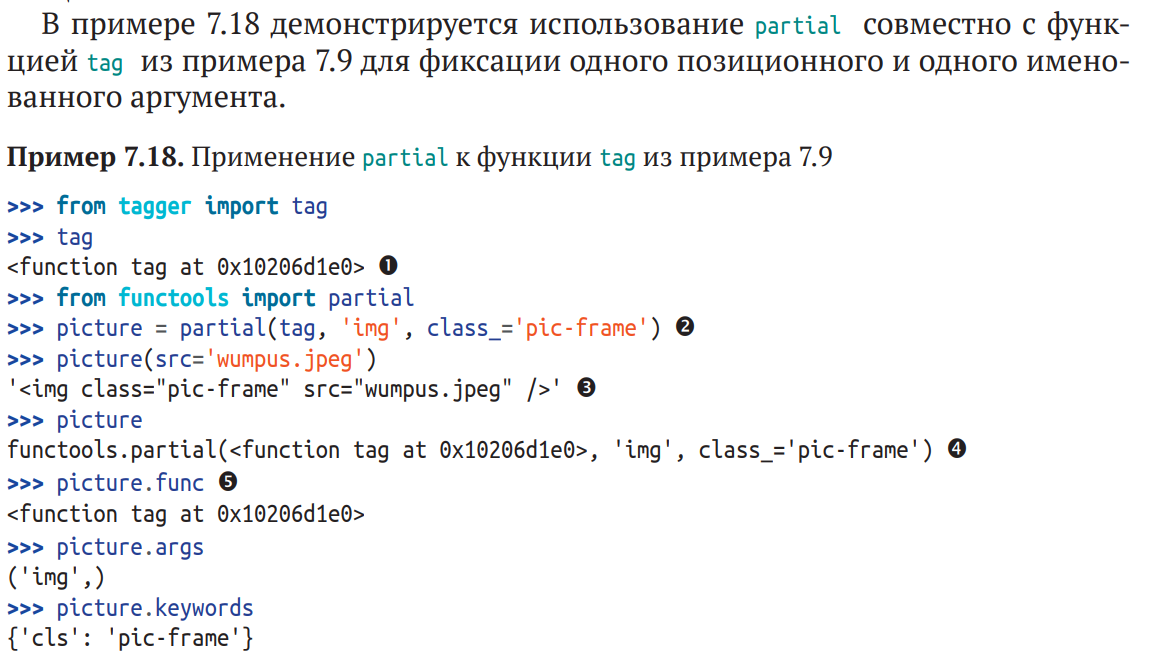 В примере 7.18 демонстрируется использование partial совместно с функ-
цией tag из примера 7.9 для фиксации одного позиционного и одного имено-
ванного аргумента.
Пример 7.18. Применение partial к функции tag из примера 7.9
>>> from tagger import tag
>>> tag
<function tag at 0x10206d1e0> ❶
>>> from functools import partial
>>> picture = partial(tag, 'img', class_='pic-frame') ❷
>>> picture(src='wumpus.jpeg')
'<img class="pic-frame" src="wumpus.jpeg" />' ❸
>>> picture
functools.partial(<function tag at 0x10206d1e0>, 'img', class_='pic-frame') ❹
>>> picture.func ❺
<function tag at 0x10206d1e0>
>>> picture.args
('img',)
>>> picture.keywords
{'cls': 'pic-frame'}